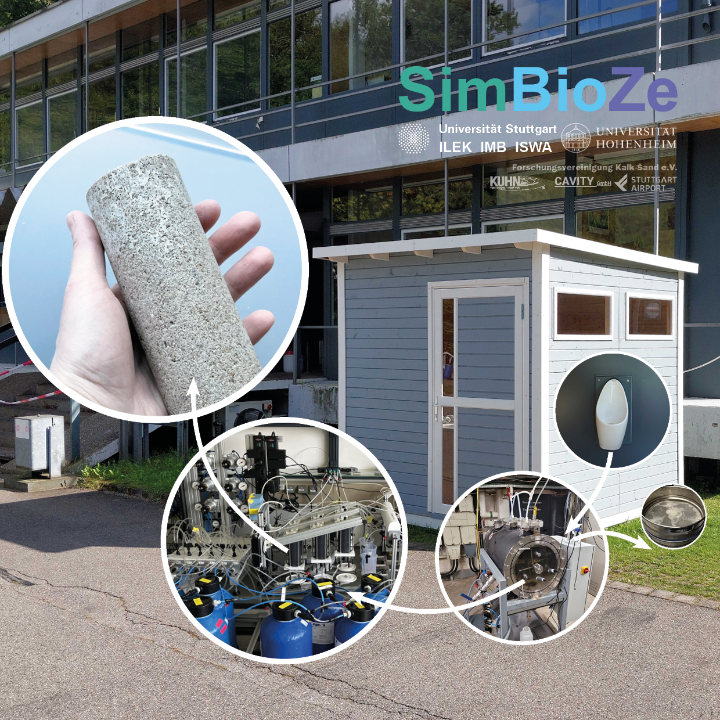 SimBioZe
Universität Stuttgart
ILEK IMB ISWA
UNIVERSITÄT
HOHENHEIM
Forschungsvereinigung Kalk Sand e.V.
KUHN
CAVITY GmbH
STUTTGART
AIRPORT